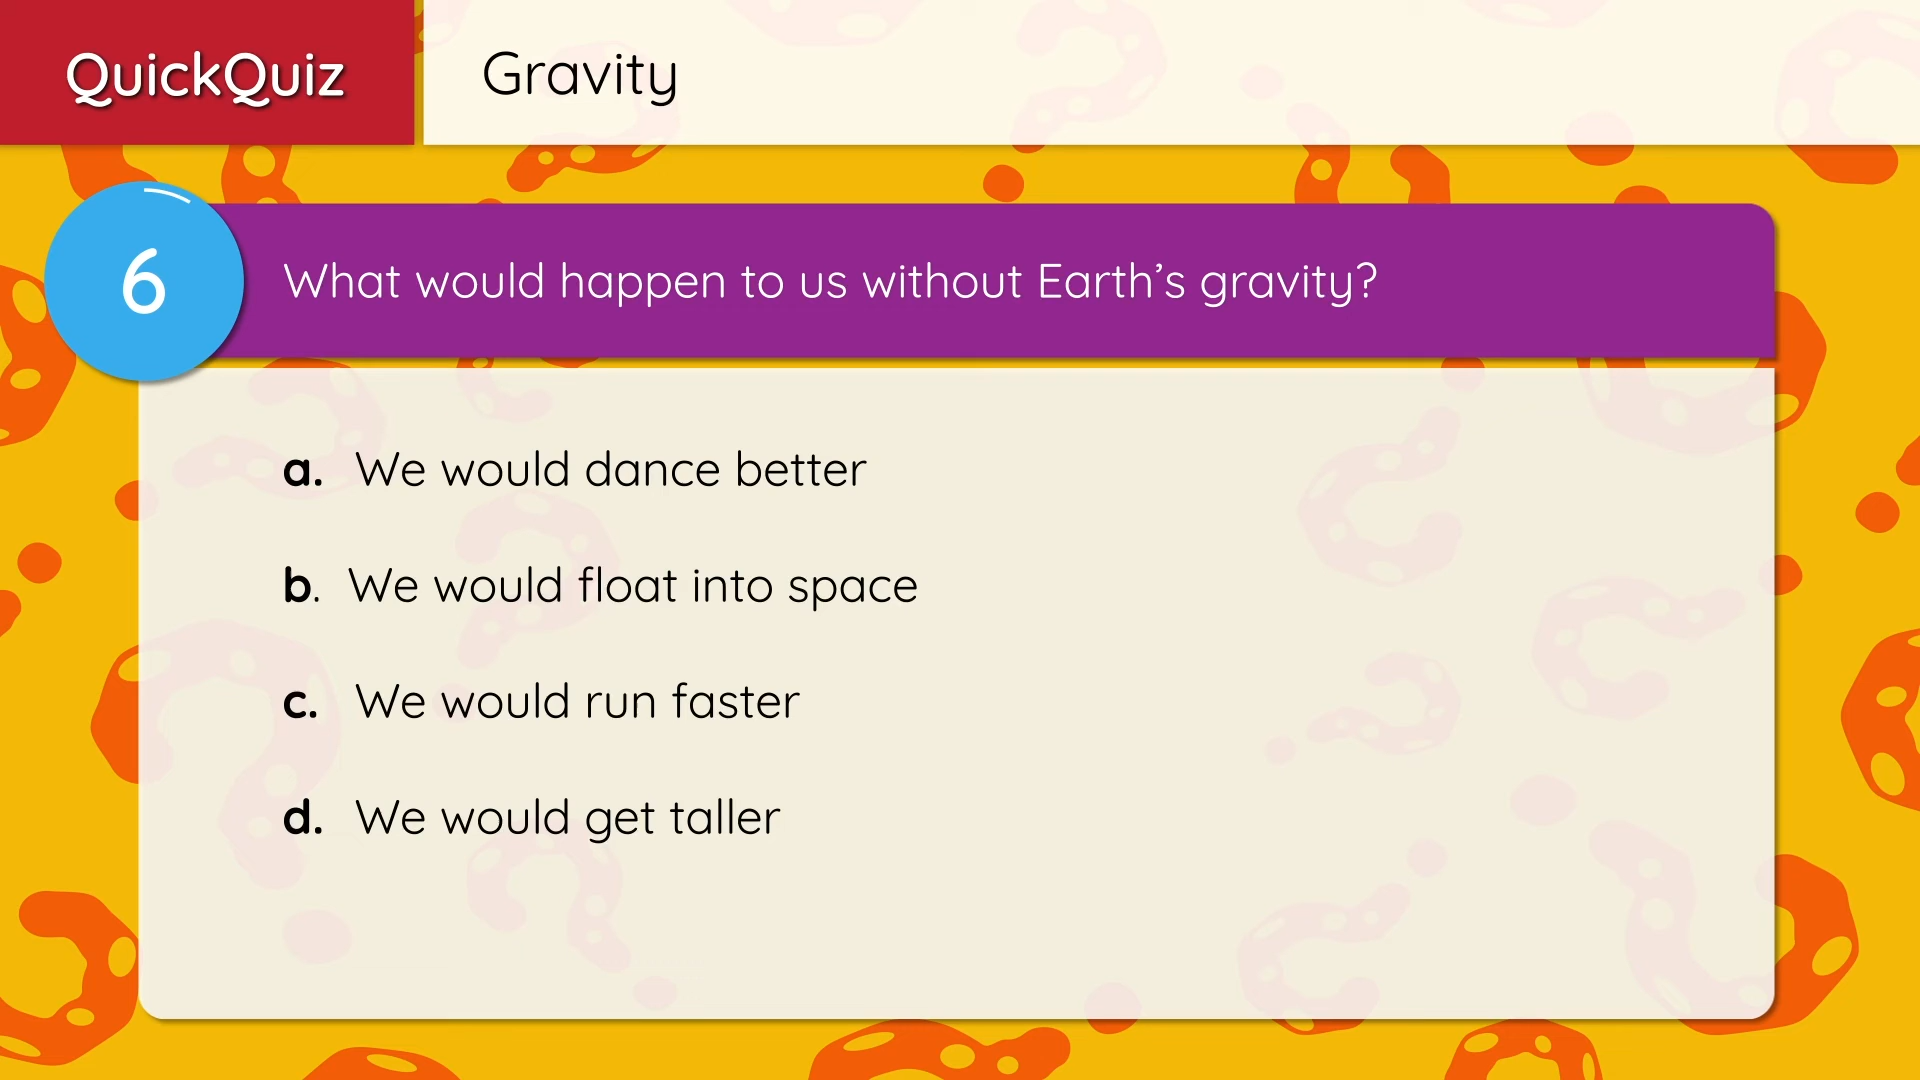 QuickQuiz
Gravity
6
What would happen to us without Earth’s gravity?
a. We would dance better
b. We would float into space
c. We would run faster
d. We would get taller